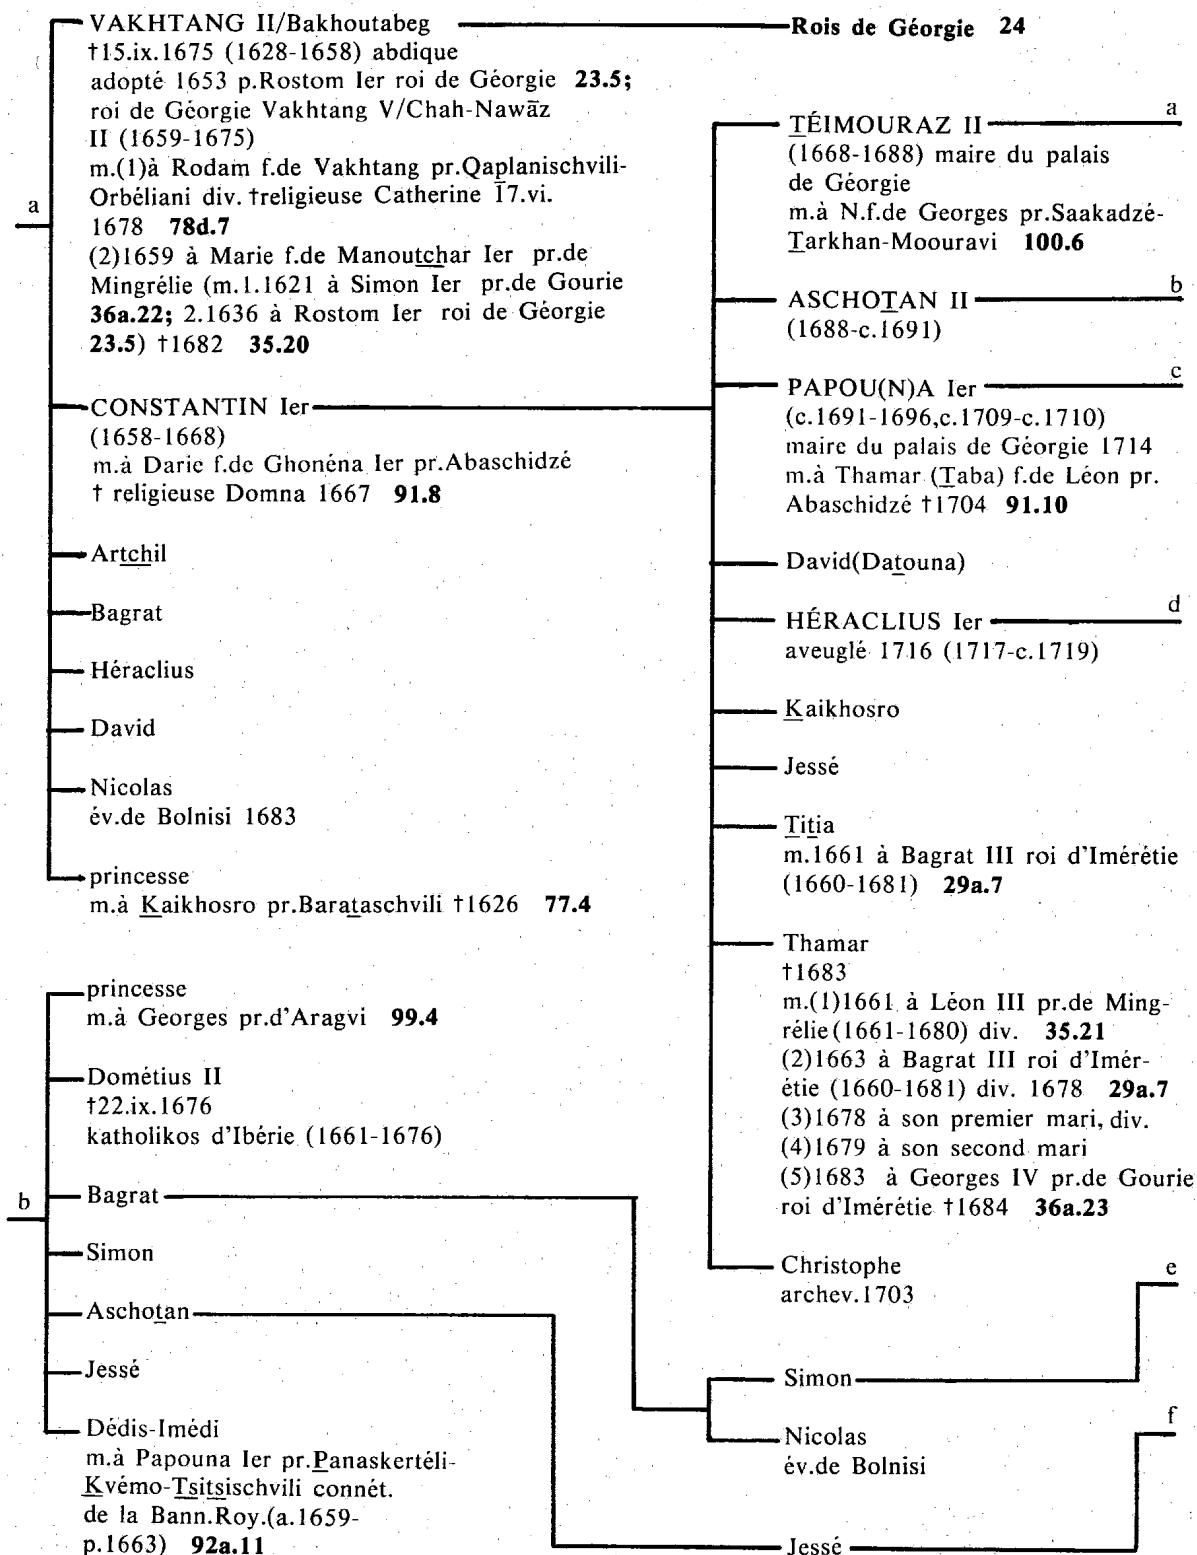 a
VAKHTANG II/Bakhoutabeg
†15.ix.1675 (1628-1658) abdique
adopté 1653 p.Rostom Ier roi de Géorgie 23.5;
roi de Géorgie Vakhtang V/Chah-Nawāz
II (1659-1675)
m.(1)à Rodam f.de Vakhtang pr.Qaplanischvili-
Orbéliani div. †religieuse Catherine 17.vi.
1678 78d.7
(2)1659 à Marie f.de Manoutchar Ier pr.de
Mingrélie (m.1.1621 à Simon Ier pr.de Gourie
36a.22; 2.1636 à Rostom Ier roi de Géorgie
23.5) †1682 35.20
Rois de Géorgie 24
CONSTANTIN Ier
(1658-1668)
m.à Darie f.de Ghonéna Ier pr.Abaschidzé
† religieuse Domna 1667 91.8
Artchil
Bagrat
Héraclius
David
Nicolas
év.de Bolnisi 1683
princesse
m.à Kaikhosro pr.Barataschvili †1626 77.4
TÉIMOURAZ II a
(1668-1688) maire du palais
de Géorgie
m.à N.f.de Georges pr.Saakadzé-
Tarkhan-Moouravi 100.6
ASCHOTAN II b
(1688-c.1691)
PAPOU(N)A Ier c
(c.1691-1696,c.1709-c.1710)
maire du palais de Géorgie 1714
m.à Thamar (Taba) f.de Léon pr.
Abaschidzé †1704 91.10
David(Datouna)
HÉRACLIUS Ier d
aveuglé 1716 (1717-c.1719)
Kaikhosro
Jessé
Titia
m.1661 à Bagrat III roi d'Imérétie
(1660-1681) 29a.7
Thamar
†1683
m.(1)1661 à Léon III pr.de Ming-
rélie(1661-1680) div. 35.21
(2)1663 à Bagrat III roi d'Imér-
étie (1660-1681) div. 1678 29a.7
(3)1678 à son premier mari, div.
(4)1679 à son second mari
(5)1683 à Georges IV pr.de Gourie
roi d'Imérétie †1684 36a.23
Christophe
archev.1703
b
princesse
m.à Georges pr.d'Aragvi 99.4
Dométius II
†22.ix.1676
katholikos d'Ibérie (1661-1676)
Bagrat
Simon
Aschotan
Jessé
Dédis-Imédi
m.à Papouna Ier pr.Panaskertéli-
Kvémo-Tsitsischvili connét.
de la Bann.Roy.(a.1659-
p.1663) 92a.11
Simon e
Nicolas
év.de Bolnisi
Jessé f